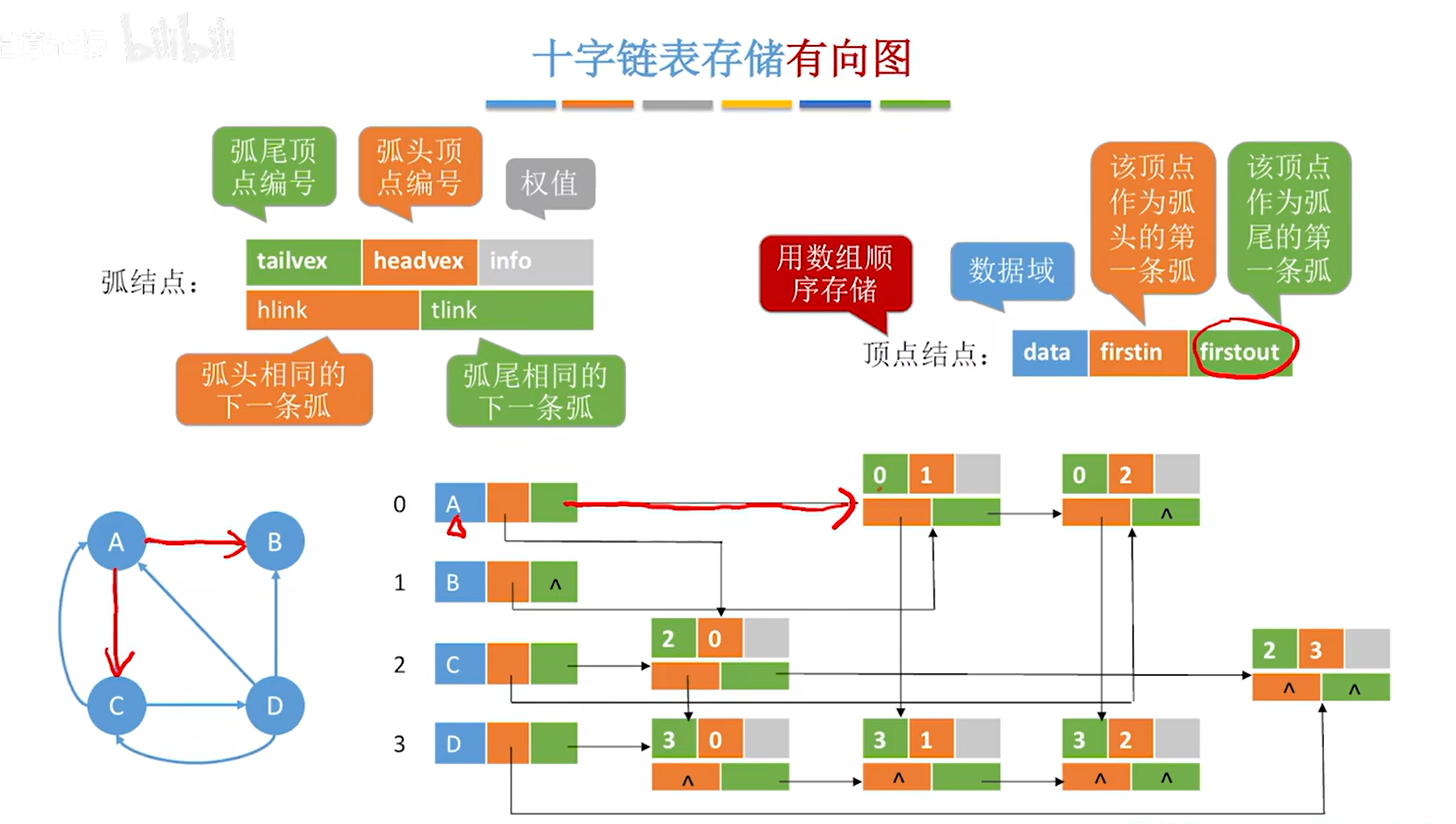 bilibili
十字链表存储有向图
弧尾顶
点编号
弧头顶
点编号
权值
弧结点：
tailvex headvex info
hlink tlink
弧头相同的
下一条弧
弧尾相同的
下一条弧
用数组顺
序存储
数据域
该顶点
作为弧
头的第
一条弧
该顶点
作为弧
尾的第
一条弧
顶点结点：
data firstin firstout
A B
C D
0 A 0 1 0 2
^
1 B ^
2 C 2 0 2 3
^ ^
3 D 3 0 3 1 3 2
^ ^ ^ ^